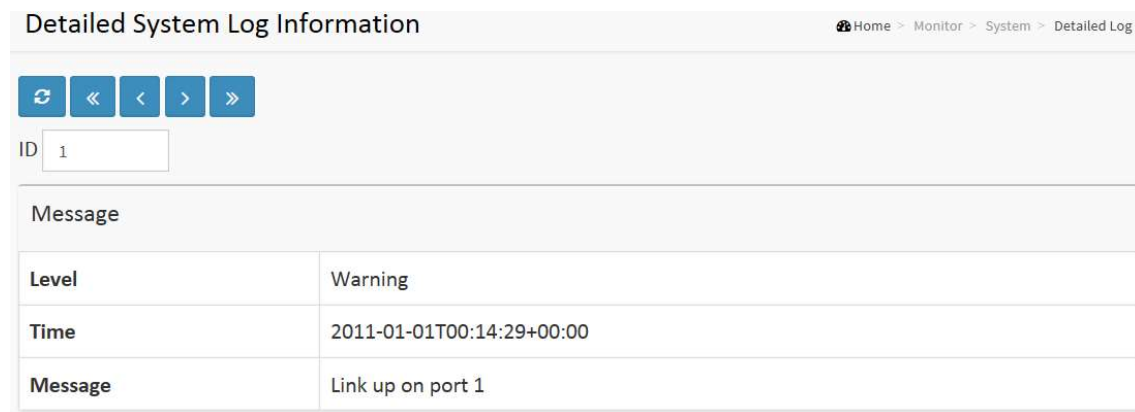 Detailed System Log Information
Home > Monitor > System > Detailed Log
ID 1
Message
Level Warning
Time 2011-01-01T00:14:29+00:00
Message Link up on port 1